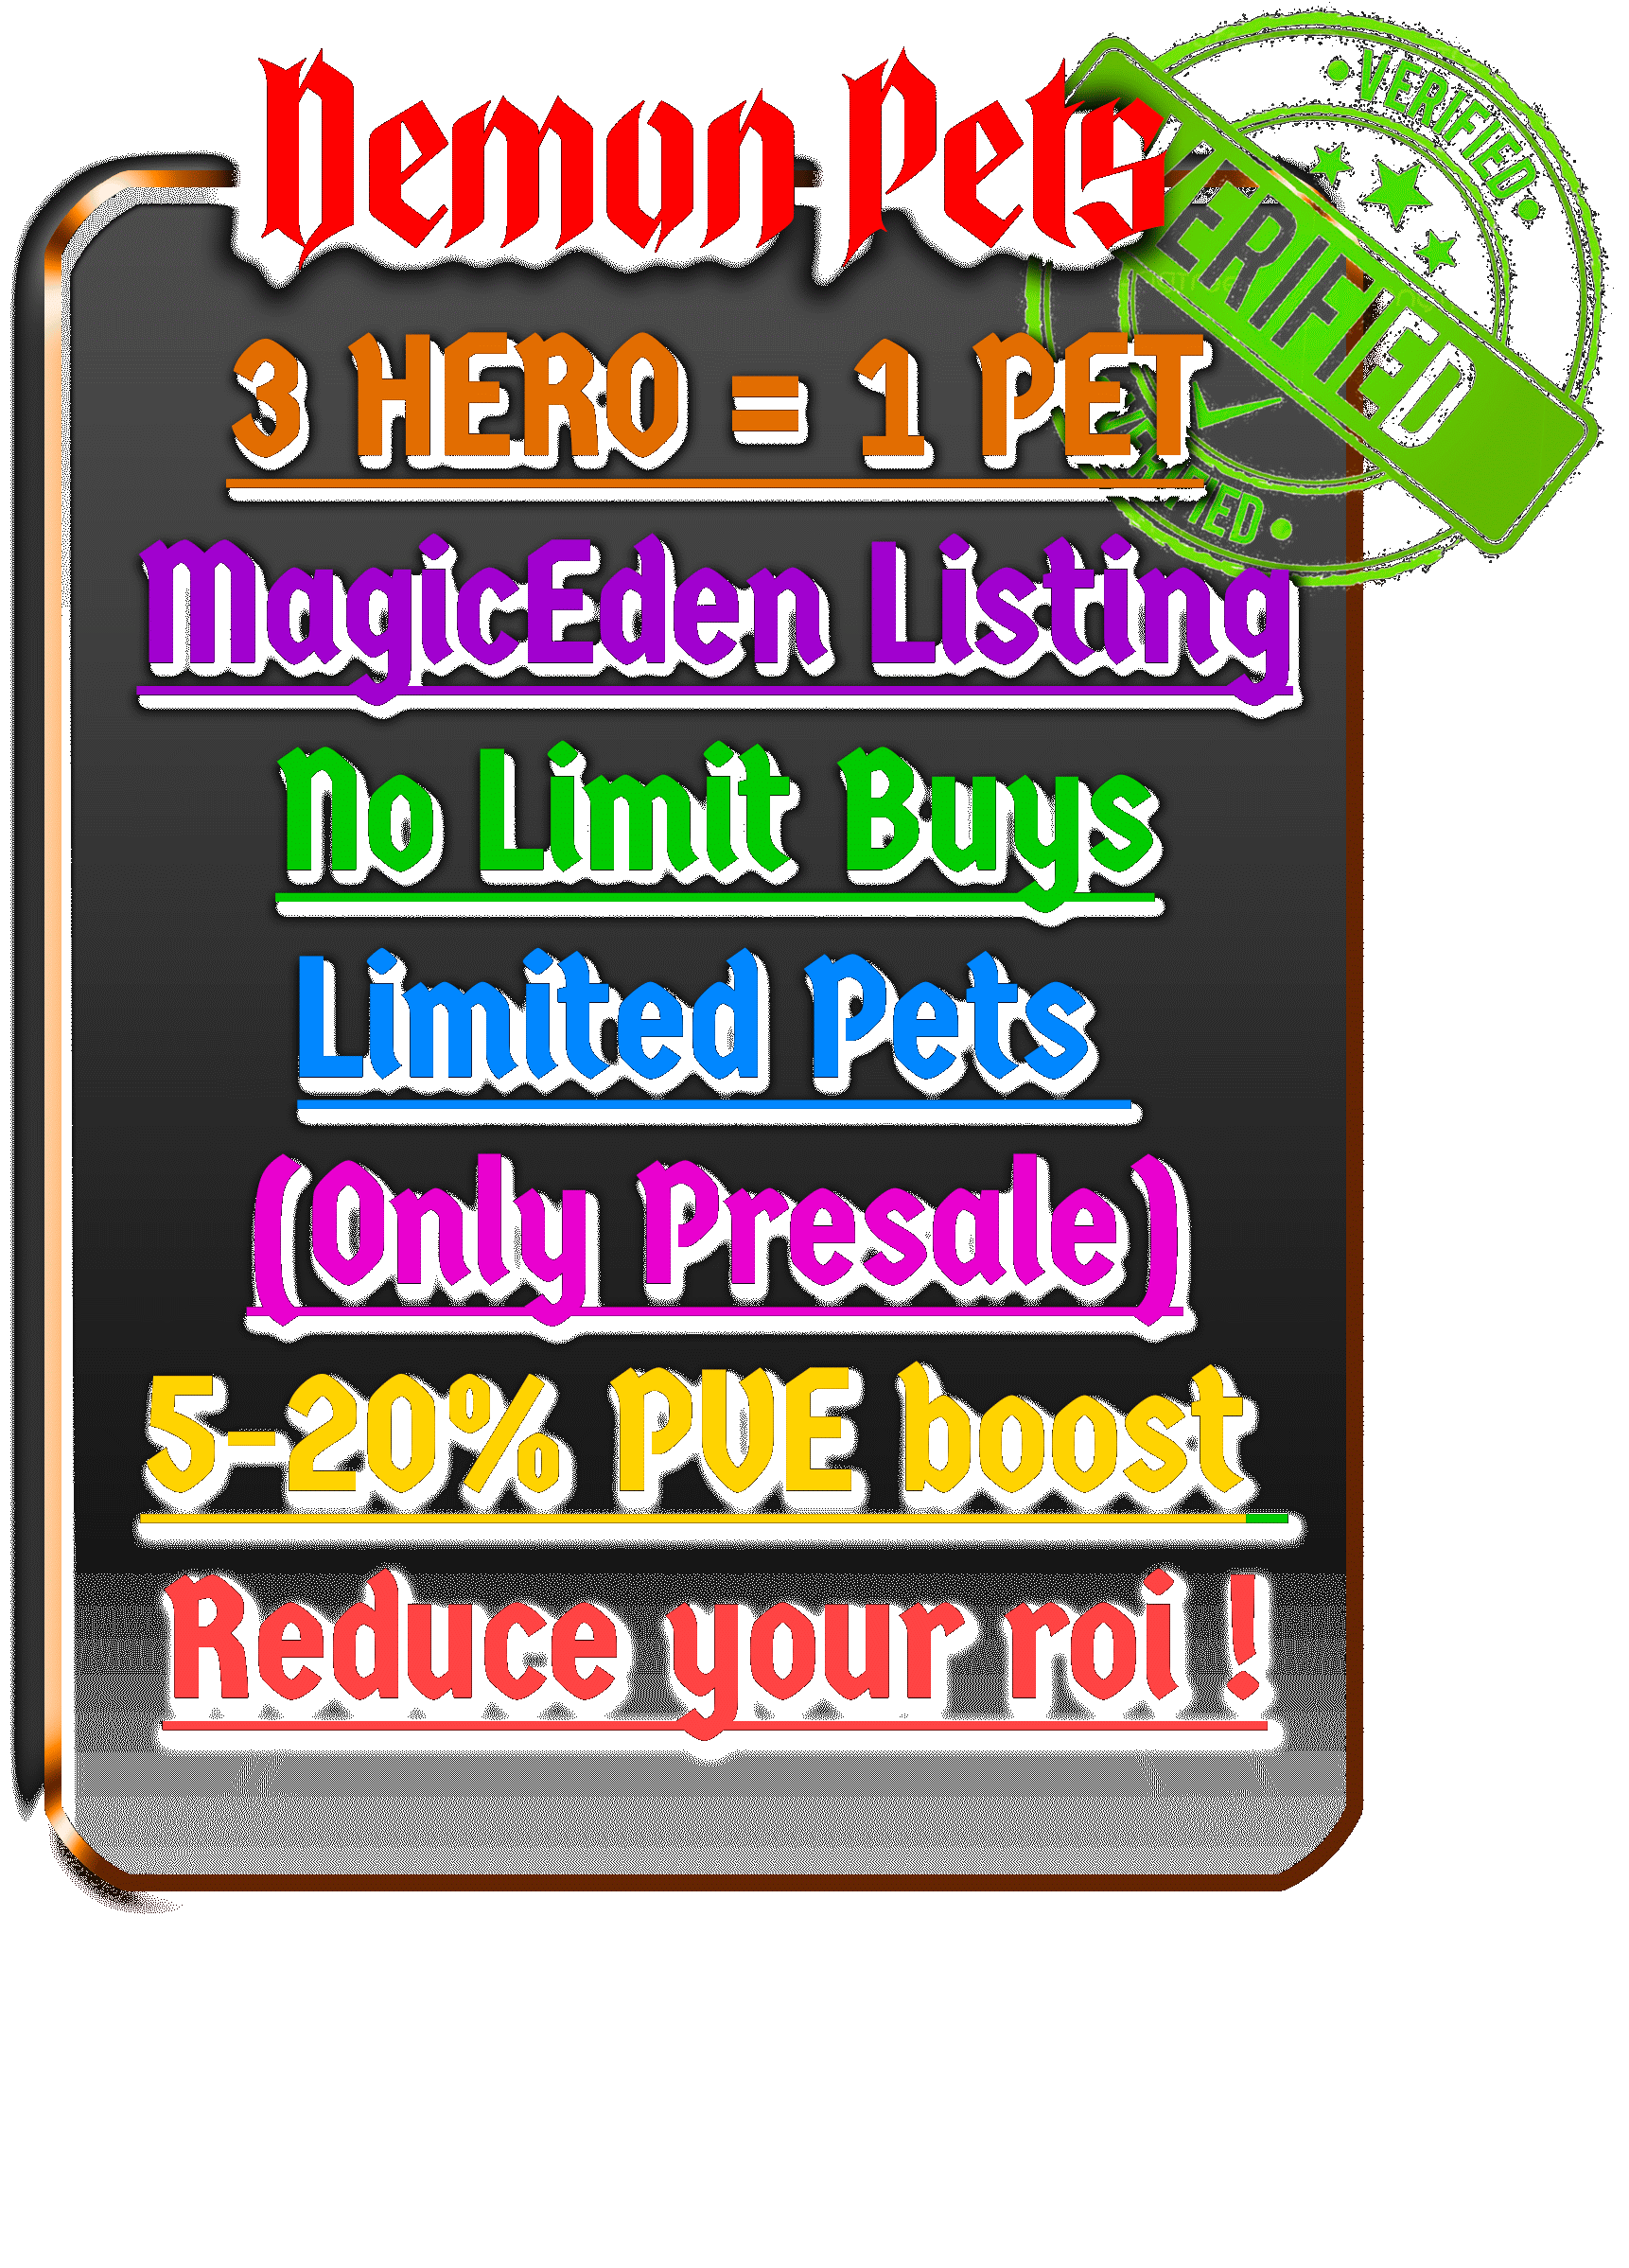 Demon Pets
VERIFIED
VERIFIED
3 HERO = 1 PET
VERIFIED
MagicEden Listing
No Limit Buys
Limited Pets
(Only Presale)
5-20% PVE boost
Reduce your roi !